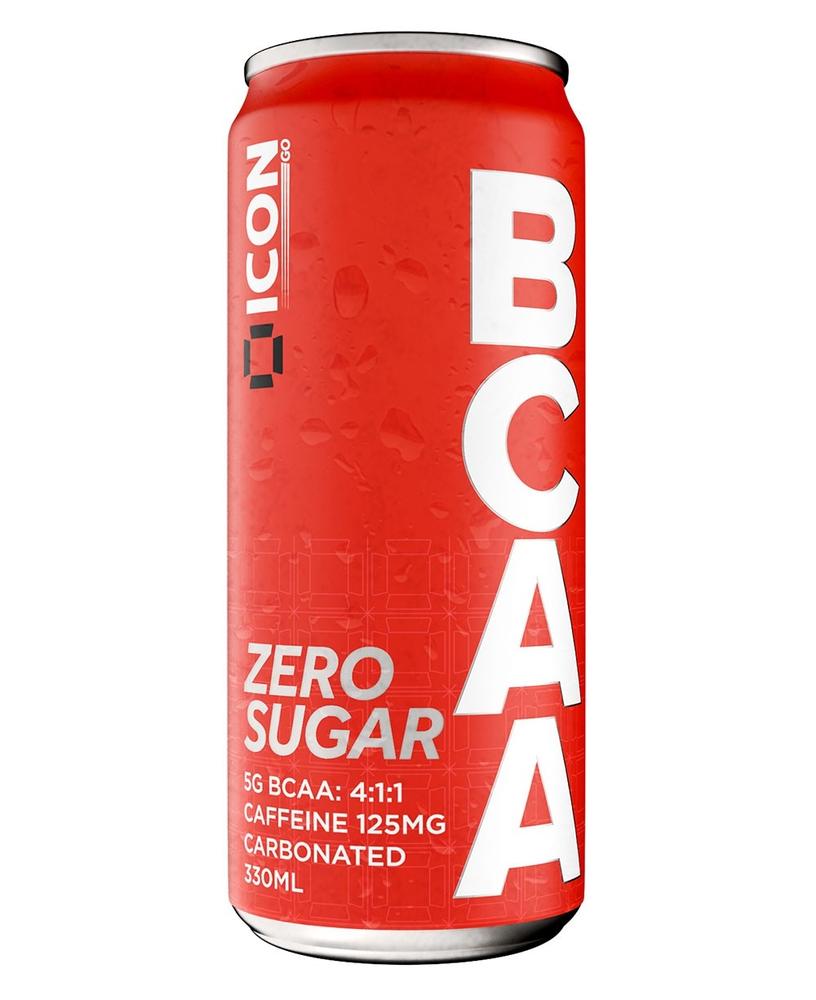 ICON
GO
BCAA
ZERO
SUGAR
5G BCAA: 4:1:1
CAFFEINE 125MG
CARBONATED
330ML